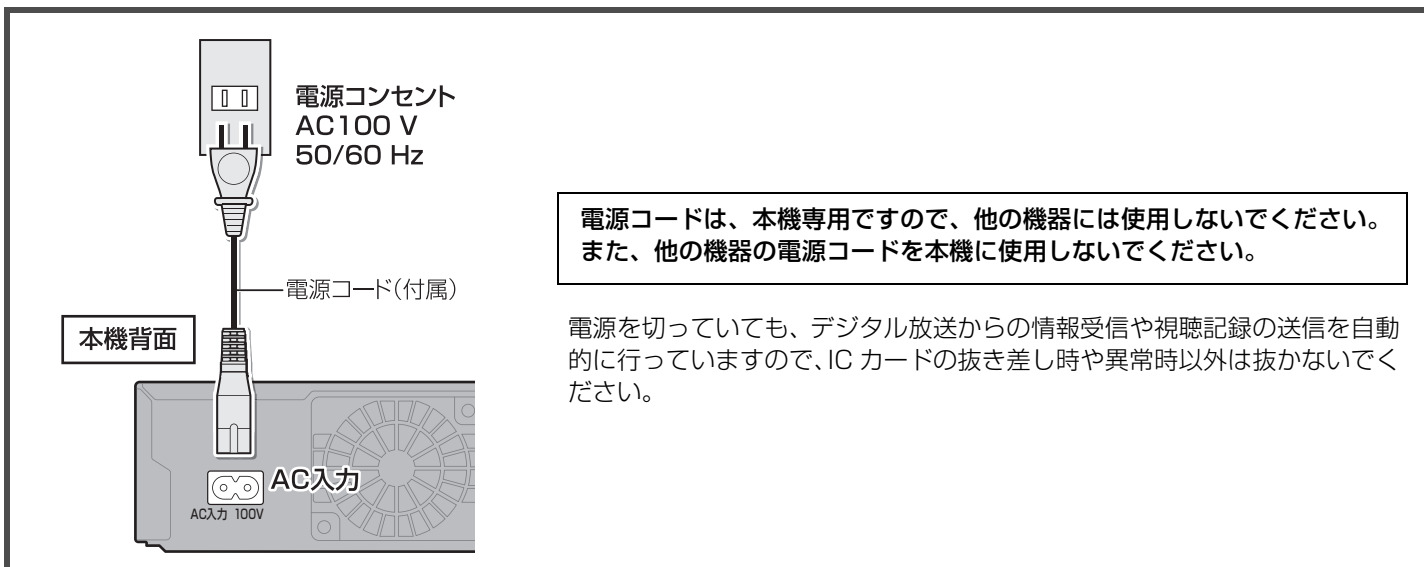 電源コンセント
AC100 V
50/60 Hz
電源コード(付属)
本機背面
AC入力
AC入力 100V
電源コードは、本機専用ですので、他の機器には使用しないでください。
また、他の機器の電源コードを本機に使用しないでください。
電源を切っていても、デジタル放送からの情報受信や視聴記録の送信を自動
的に行っていますので、IC カードの抜き差し時や異常時以外は抜かないでく
ださい。